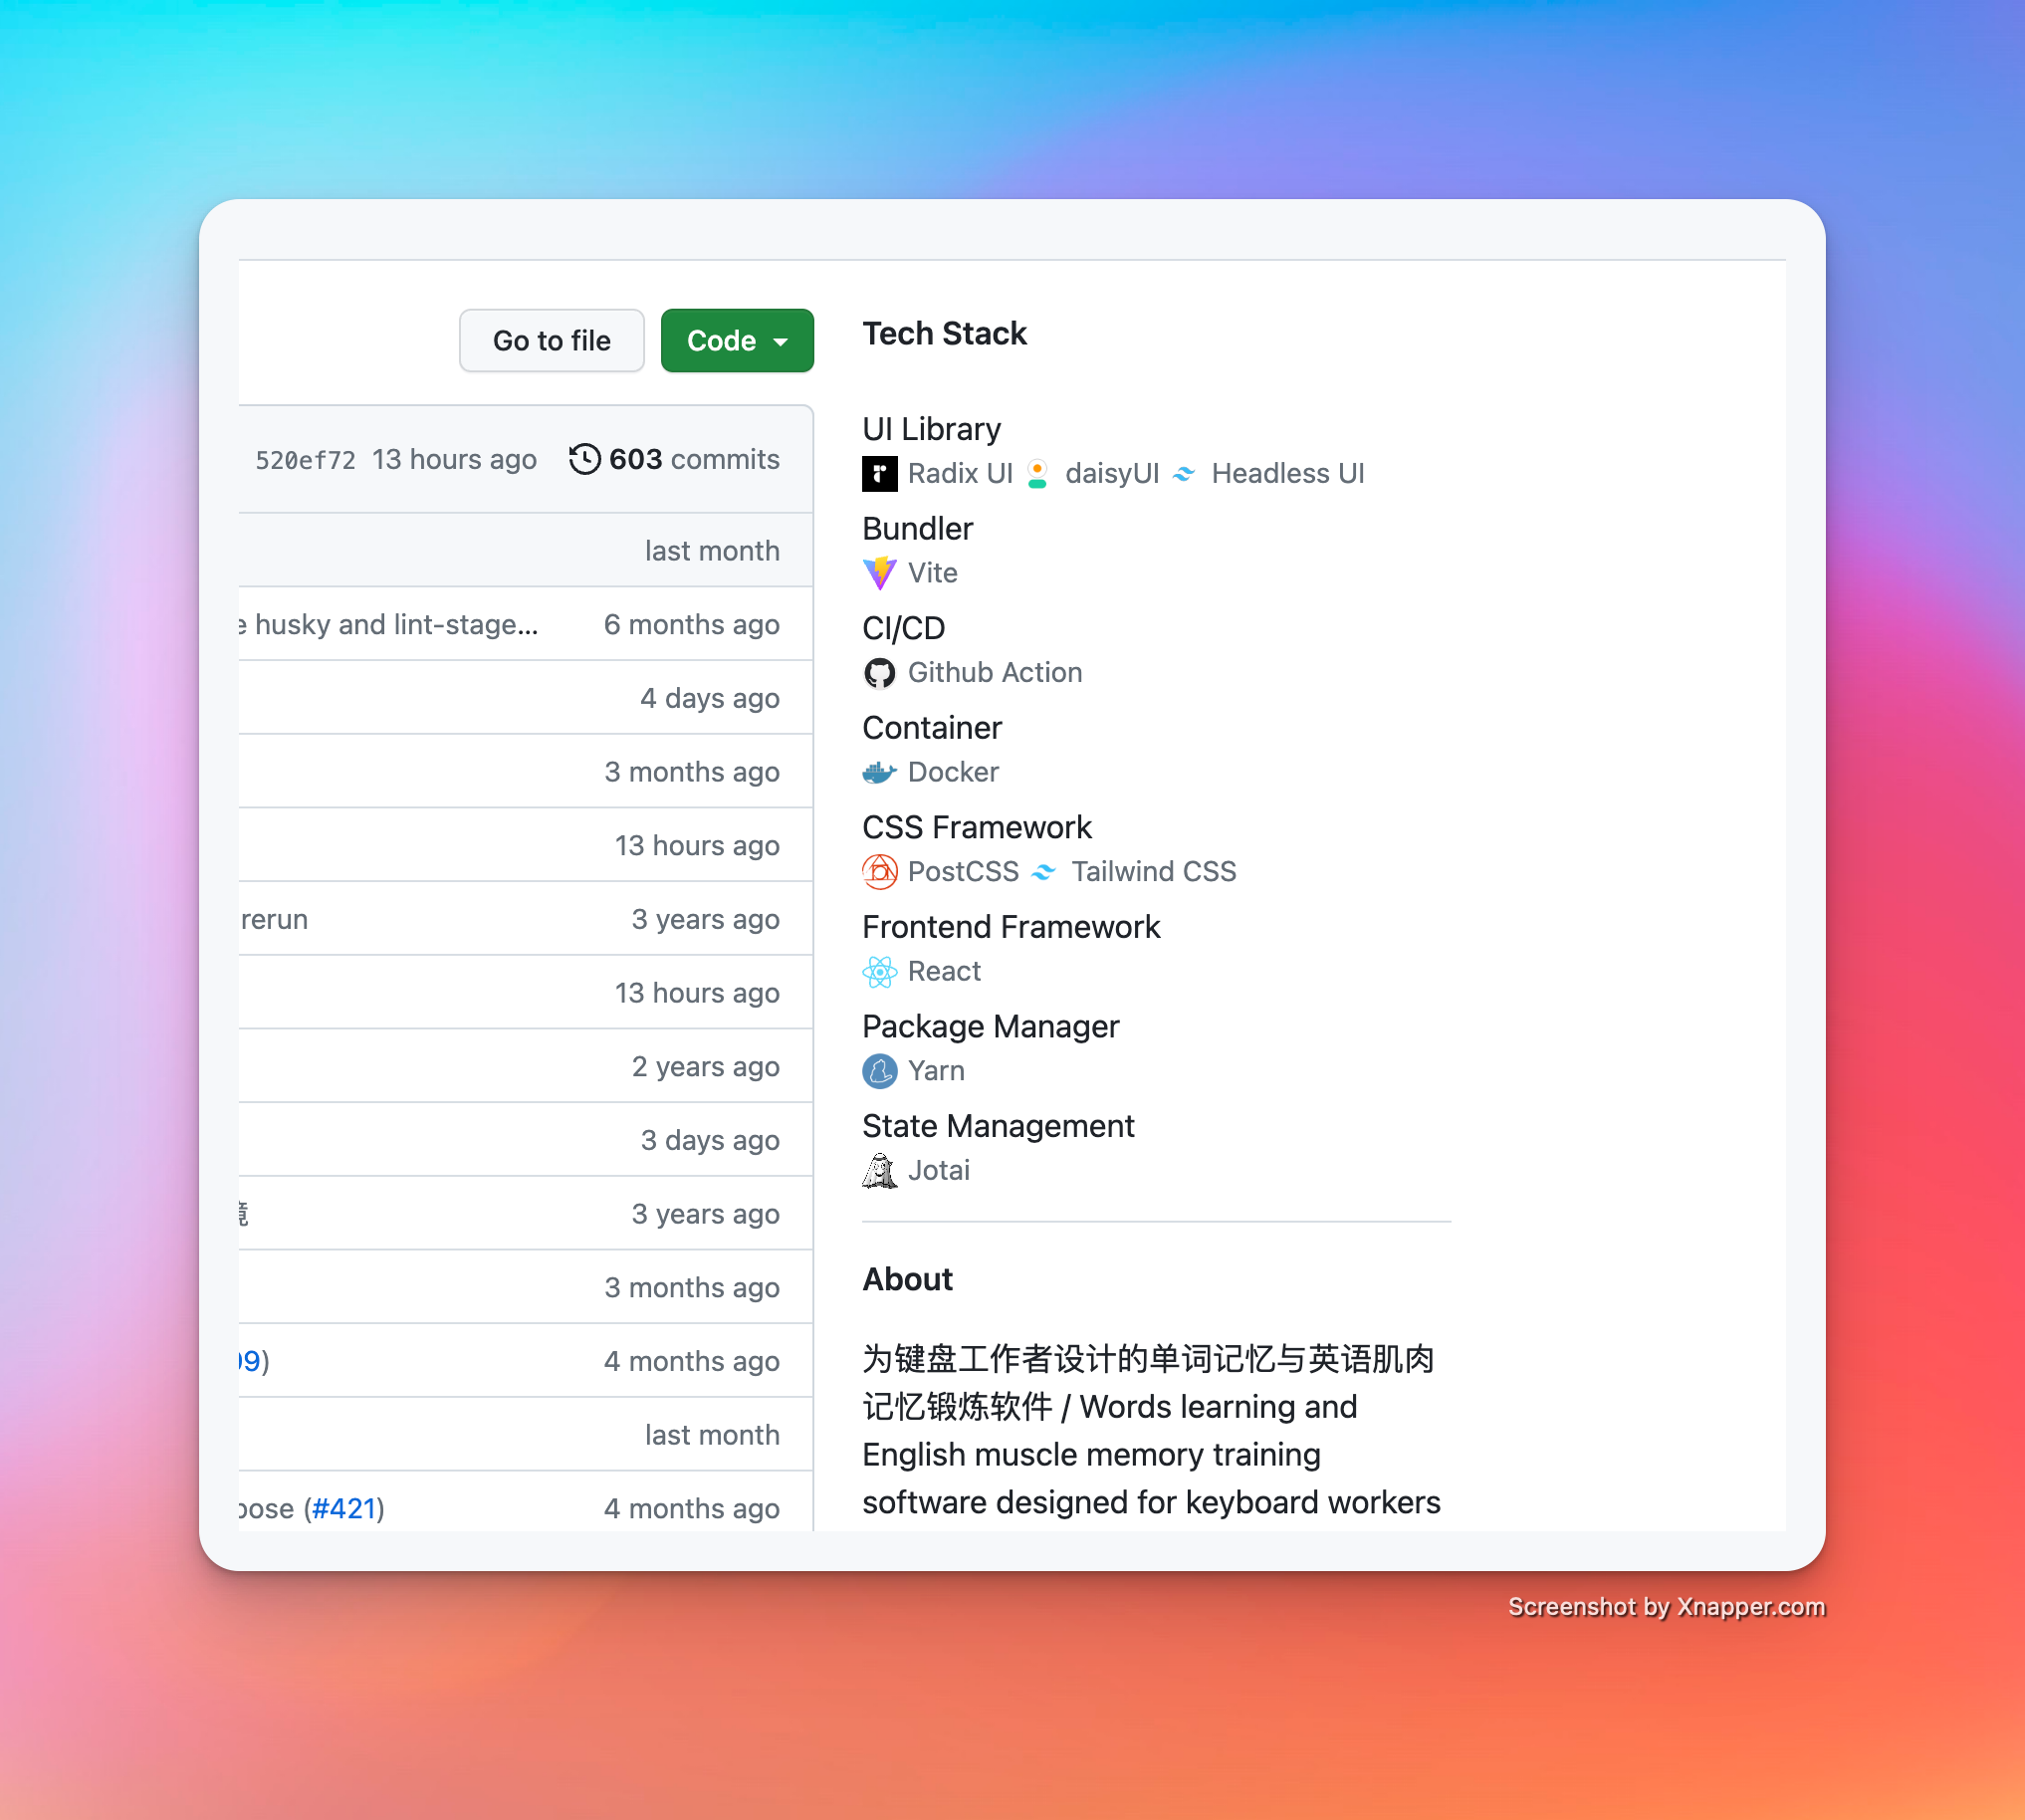 Go to file
Code
520ef72 13 hours ago 603 commits
last month
husky and lint-stage... 6 months ago
4 days ago
3 months ago
13 hours ago
rerun 3 years ago
13 hours ago
2 years ago
3 days ago
3 years ago
3 months ago
9) 4 months ago
last month
pose (#421) 4 months ago
Tech Stack
UI Library
Radix UI daisyUI Headless UI
Bundler
Vite
CI/CD
Github Action
Container
Docker
CSS Framework
PostCSS Tailwind CSS
Frontend Framework
React
Package Manager
Yarn
State Management
Jotai
About
为键盘工作者设计的单词记忆与英语肌肉
记忆锻炼软件 / Words learning and
English muscle memory training
software designed for keyboard workers
Screenshot by Xnapper.com